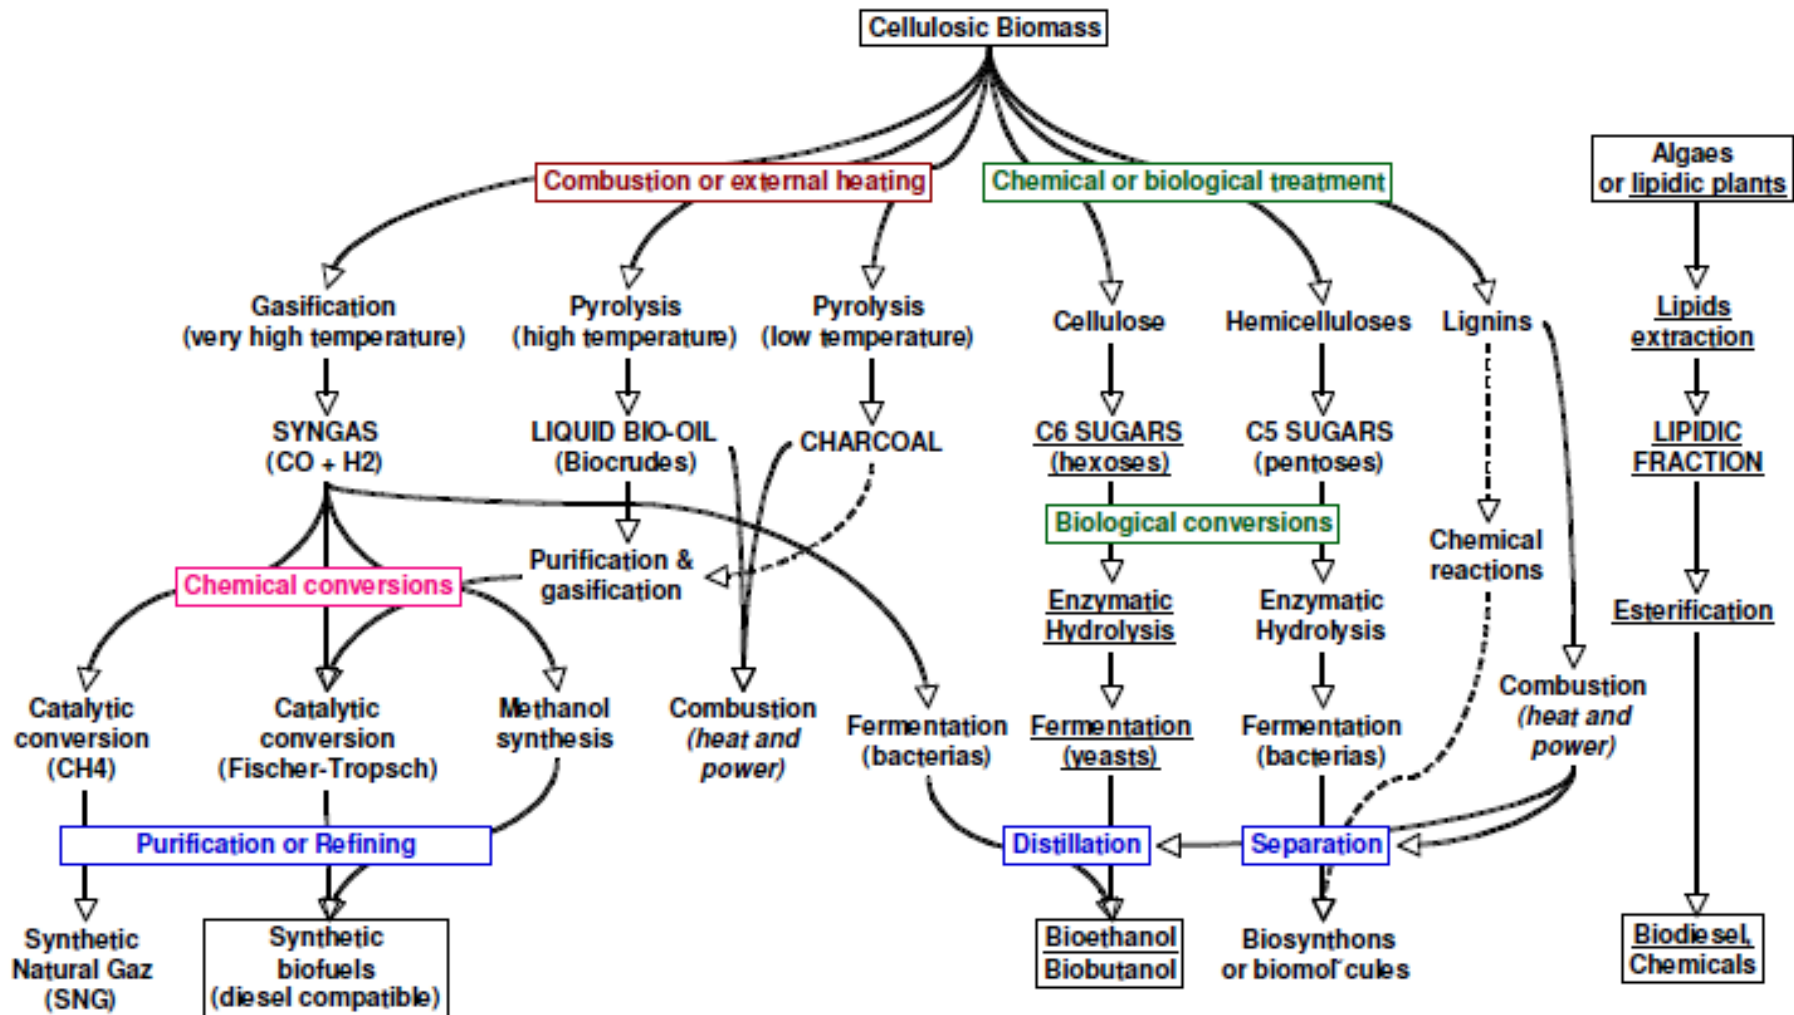 Cellulosic Biomass
Combustion or external heating
Chemical or biological treatment
Algaes
or lipidic plants
Gasification
(very high temperature)
Pyrolysis
(high temperature)
Pyrolysis
(low temperature)
Cellulose
Hemicelluloses
Lignins
Lipids
extraction
SYNGAS
(CO + H2)
LIQUID BIO-OIL
(Biocrudes)
CHARCOAL
C6 SUGARS
(hexoses)
C5 SUGARS
(pentoses)
LIPIDIC
FRACTION
Biological conversions
Chemical
reactions
Purification &
gasification
Chemical conversions
Enzymatic
Hydrolysis
Enzymatic
Hydrolysis
Esterification
Catalytic
conversion
(CH4)
Catalytic
conversion
(Fischer-Tropsch)
Methanol
synthesis
Combustion
(heat and
power)
Fermentation
(bacterias)
Fermentation
(yeasts)
Fermentation
(bacterias)
Combustion
(heat and
power)
Purification or Refining
Distillation
Separation
Synthetic
Natural Gaz
(SNG)
Synthetic
biofuels
(diesel compatible)
Bioethanol
Biobutanol
Biosynthons
or biomol´cules
Biodiesel,
Chemicals